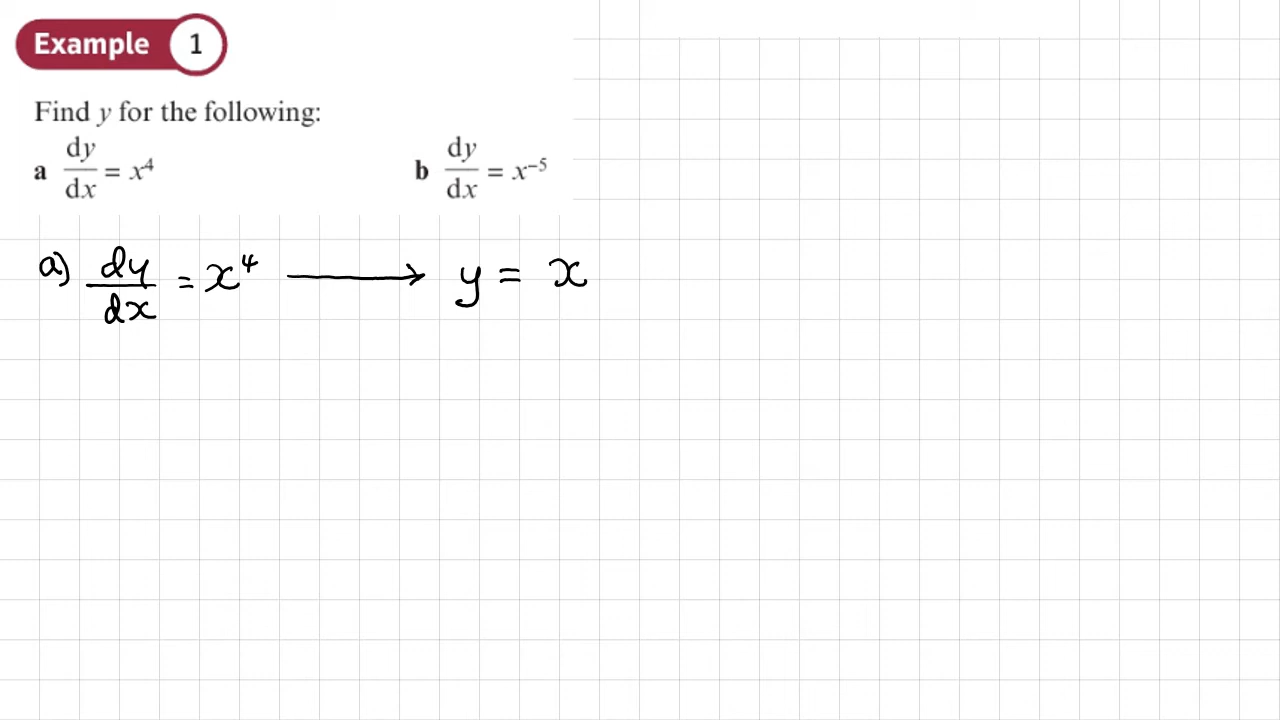 Example 1
Find y for the following:
a dy/dx = x⁴ b dy/dx = x⁻⁵
a) dy/dx = x⁴ ⟶ y = x